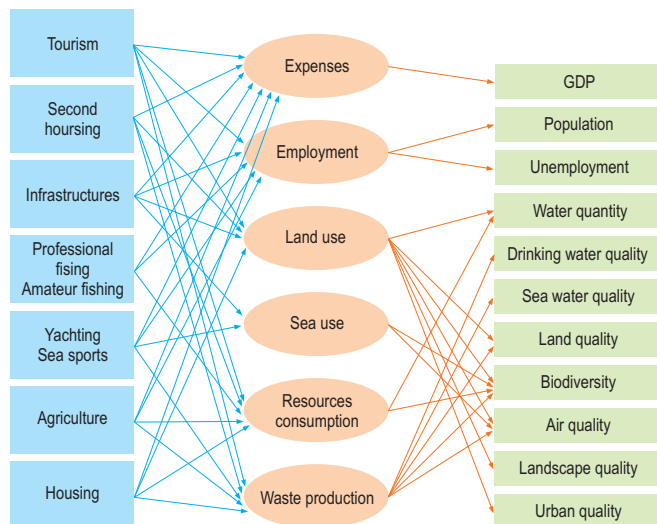 Tourism
Second
hoursing
Infrastructures
Professional
fising
Amateur fishing
Yachting
Sea sports
Agriculture
Housing
Expenses
Employment
Land use
Sea use
Resources
consumption
Waste production
GDP
Population
Unemployment
Water quantity
Drinking water quality
Sea water quality
Land quality
Biodiversity
Air quality
Landscape quality
Urban quality